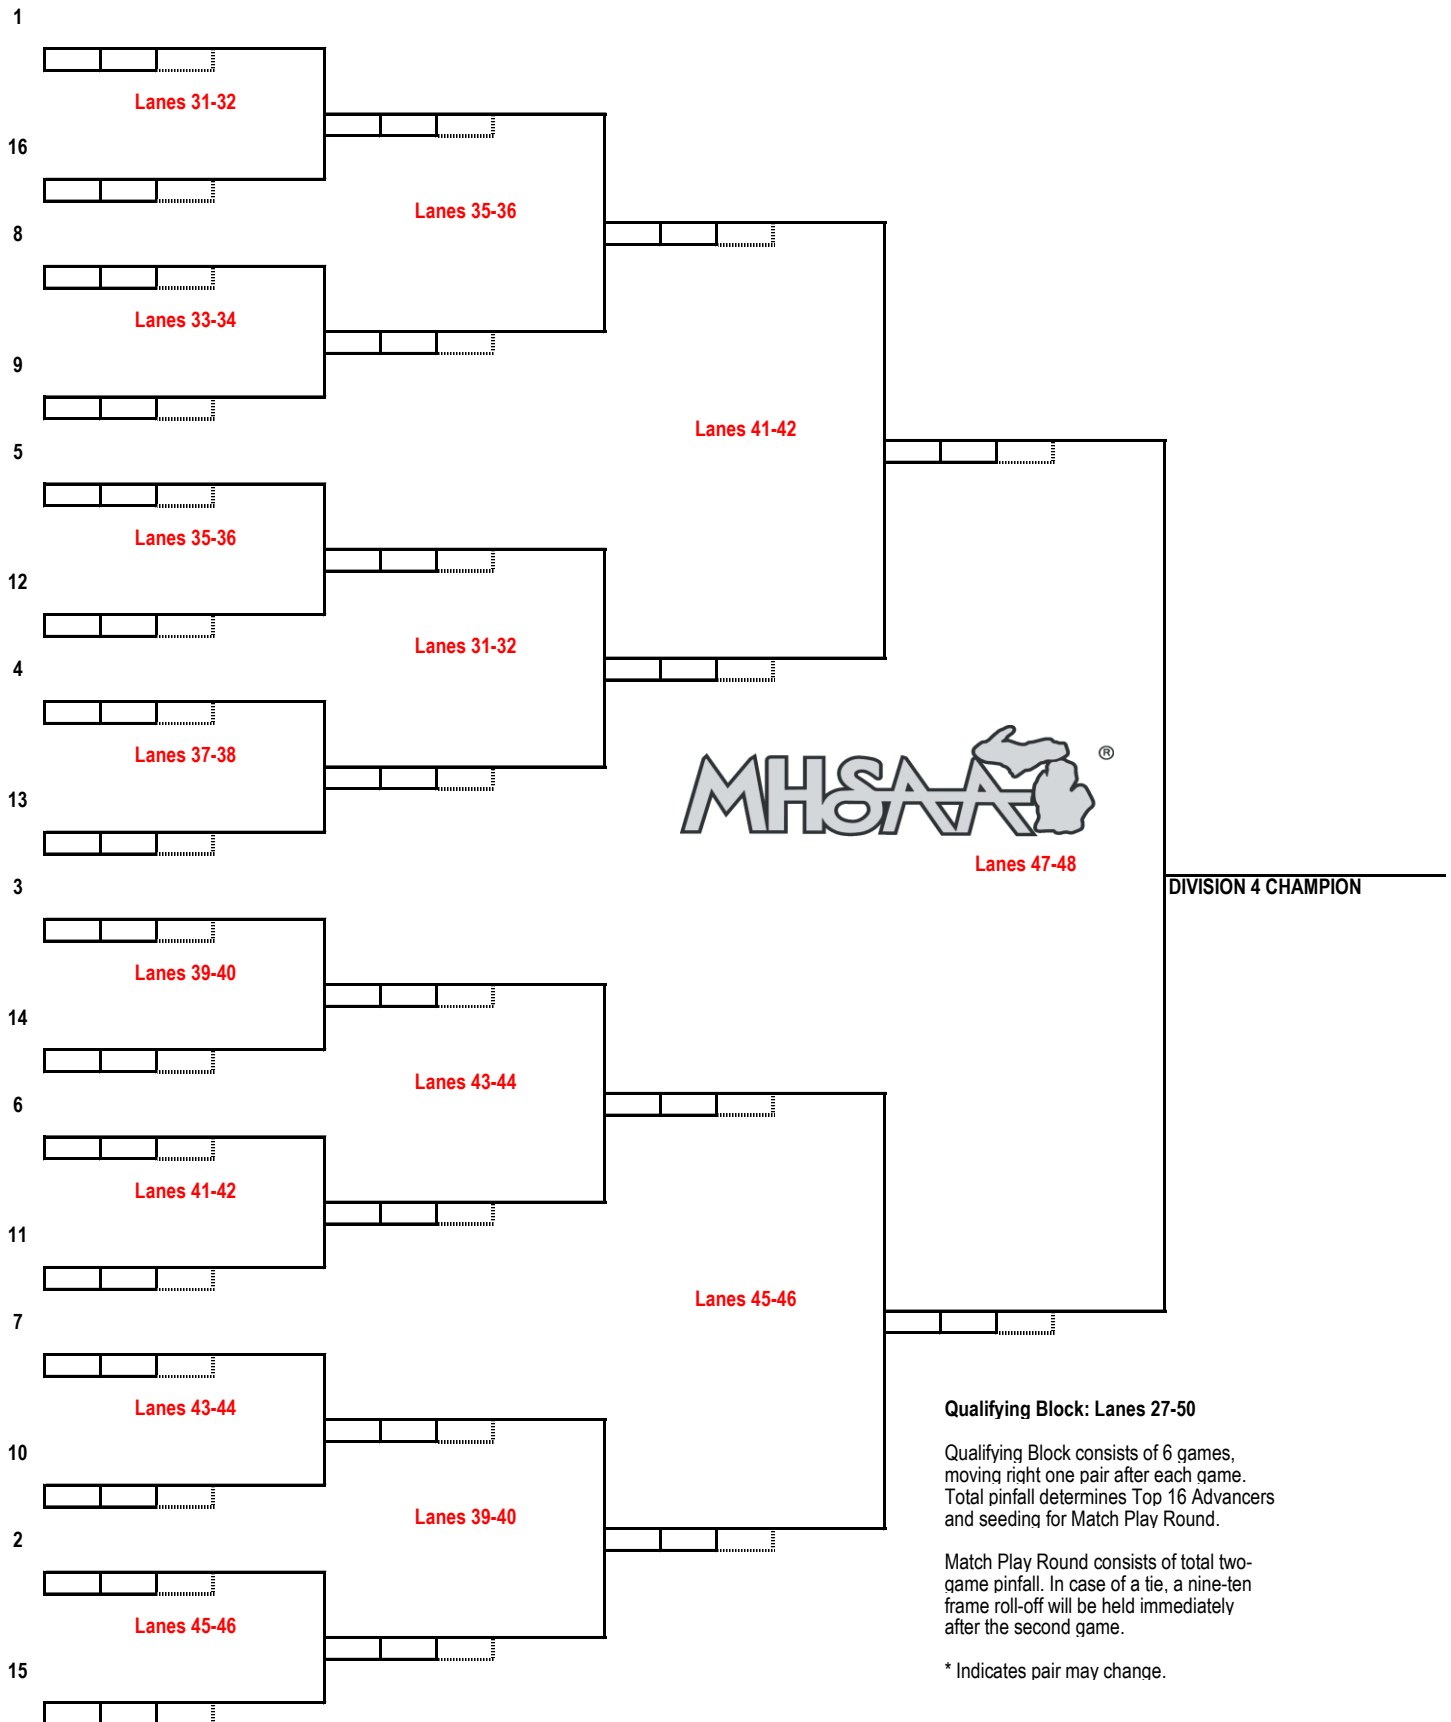 1
Lanes 31-32
16
Lanes 35-36
8
Lanes 33-34
9
Lanes 41-42
5
Lanes 35-36
12
Lanes 31-32
4
Lanes 37-38
13
MHSAA ®
Lanes 47-48
3
DIVISION 4 CHAMPION
Lanes 39-40
14
Lanes 43-44
6
Lanes 41-42
11
Lanes 45-46
7
Lanes 43-44
10
Lanes 39-40
2
Lanes 45-46
15
Qualifying Block: Lanes 27-50
Qualifying Block consists of 6 games,
moving right one pair after each game.
Total pinfall determines Top 16 Advancers
and seeding for Match Play Round.
Match Play Round consists of total two-
game pinfall. In case of a tie, a nine-ten
frame roll-off will be held immediately
after the second game.
* Indicates pair may change.